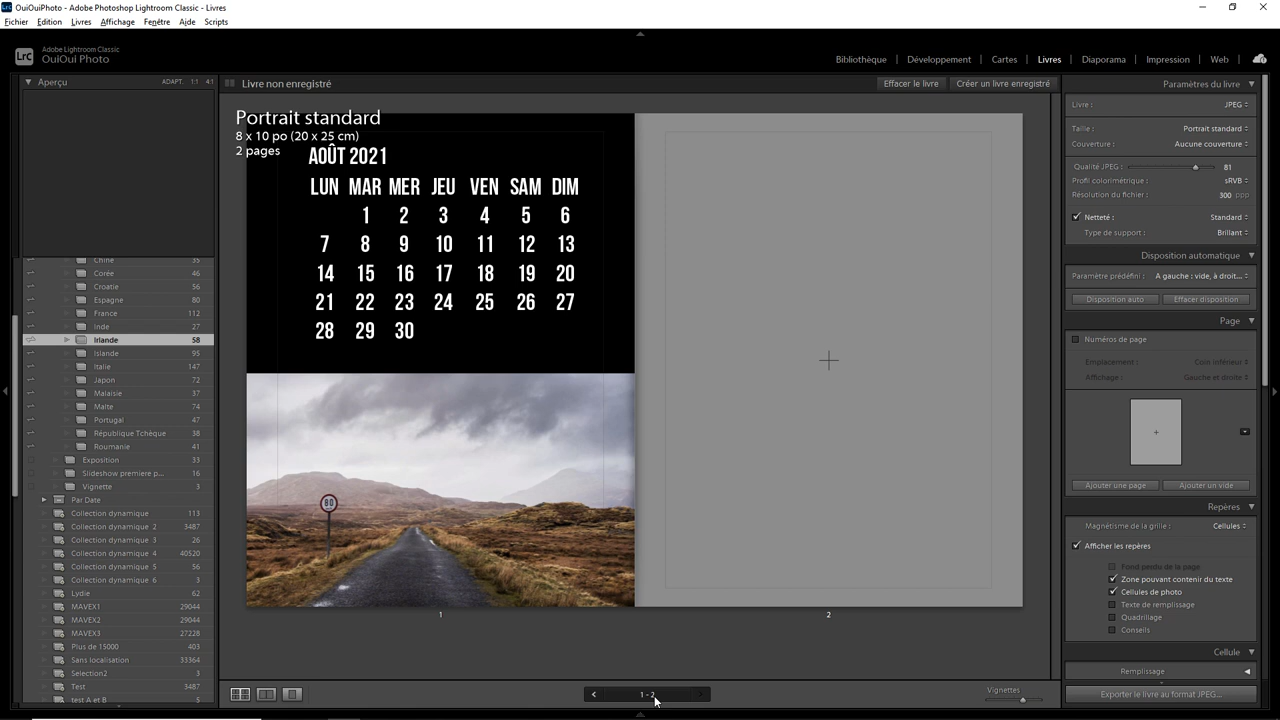 OuiOuiPhoto - Adobe Photoshop Lightroom Classic - Livres
Fichier Edition Livres Affichage Fenêtre Aide Scripts
Lrc
Adobe Lightroom Classic
OuiOui Photo
Bibliothèque | Développement | Cartes | Livres | Diaporama | Impression | Web
Aperçu ADAPT. 1:1 4:1
Chine 35
Corée 46
Croatie 56
Espagne 80
France 112
Inde 27
Irlande 58
Islande 95
Italie 147
Japon 72
Malaisie 37
Malte 74
Portugal 47
République Tchèque 38
Roumanie 41
Exposition 33
Slideshow premiere p... 16
Vignette 3
Par Date
Collection dynamique 113
Collection dynamique 2 3487
Collection dynamique 3 26
Collection dynamique 4 40520
Collection dynamique 5 56
Collection dynamique 6 3
Lydie 62
MAVEX1 29044
MAVEX2 29044
MAVEX3 27228
Plus de 15000 403
Sans localisation 33364
Selection2 3
Test 3487
test A et B 5
Livre non enregistré Effacer le livre Créer un livre enregistré
Portrait standard
8 x 10 po (20 x 25 cm)
2 pages
AOÛT 2021
LUN MAR MER JEU VEN SAM DIM
1 2 3 4 5 6
7 8 9 10 11 12 13
14 15 16 17 18 19 20
21 22 23 24 25 26 27
28 29 30
80
1 2
1 - 2
Vignettes
Paramètres du livre
Livre : JPEG
Taille : Portrait standard
Couverture : Aucune couverture
Qualité JPEG : 81
Profil colorimétrique : sRVB
Résolution du fichier : 300 ppp
Netteté : Standard
Type de support : Brillant
Disposition automatique
Paramètre prédéfini : A gauche : vide, à droit...
Disposition auto Effacer disposition
Page
Numéros de page
Emplacement : Coin inférieur
Affichage : Gauche et droite
Ajouter une page Ajouter un vide
Repères
Magnétisme de la grille : Cellules
Afficher les repères
Fond perdu de la page
Zone pouvant contenir du texte
Cellules de photo
Texte de remplissage
Quadrillage
Conseils
Cellule
Remplissage
Exporter le livre au format JPEG...